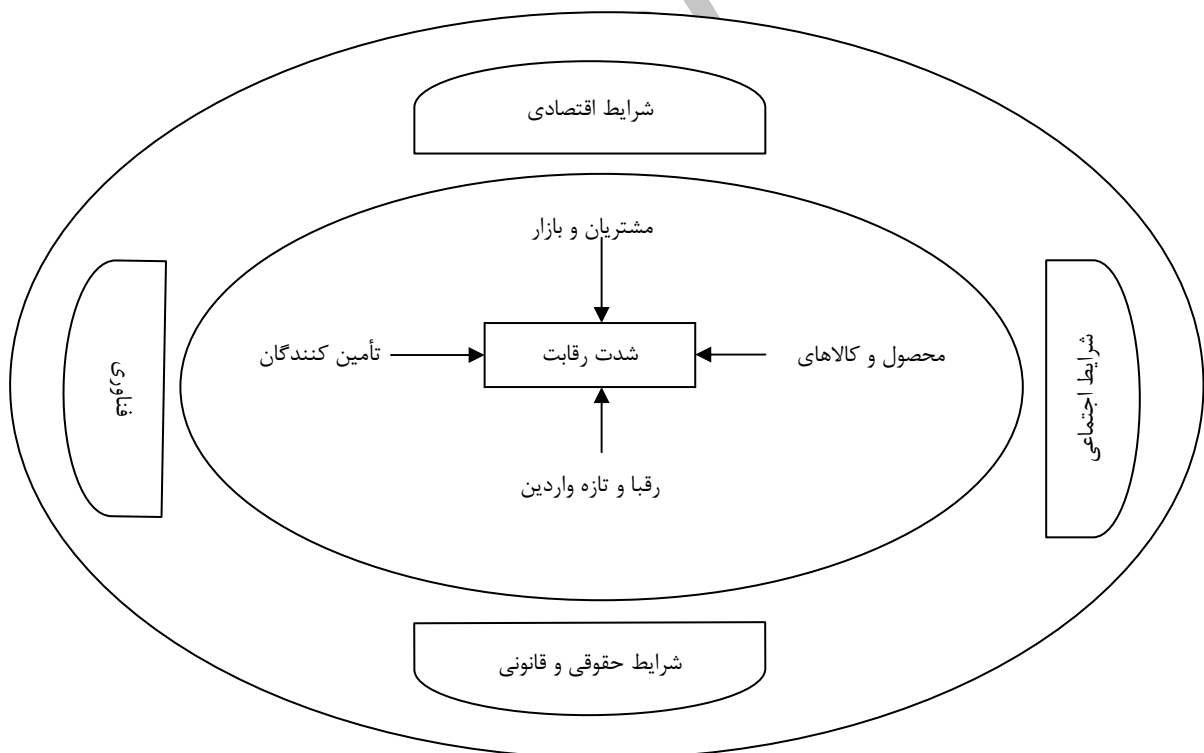 شرایط اقتصادی
مشتریان و بازار
محصول و کالاهای
شدت رقابت
تأمین کنندگان
شرایط اجتماعی
فناوری
رقبا و تازه واردین
شرایط حقوقی و قانونی